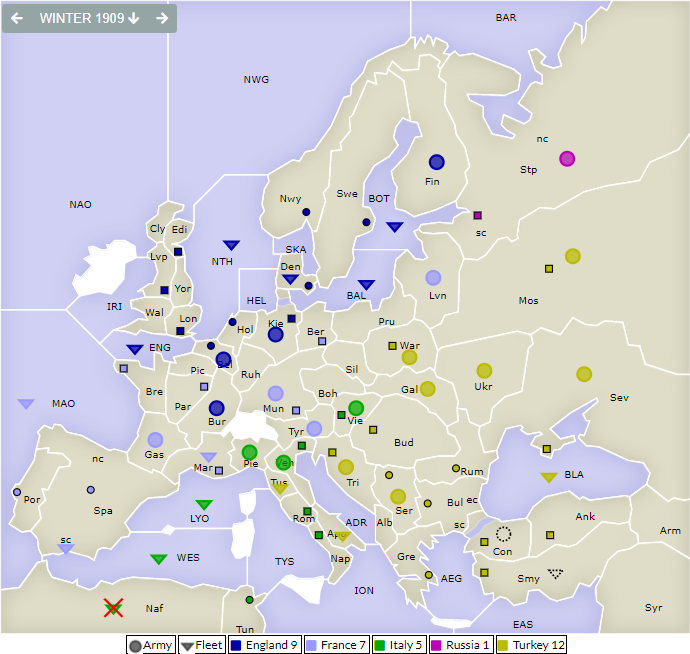 WINTER 1909
BAR
NWG
nc
Stp
Fin
NAO
Nwy
Swe
BOT
Cly Edi
sc
NTH
SKA
Lvp
Den
Lvn
Mos
Yor
BAL
IRI
HEL
Wal
Lon
Hol
Kie
Ber
Pru
ENG
War
Pic
Bel
Ruh
Sil
Gal
Ukr
Sev
Bre
Boh
MAO
Par
Mun
Vie
Bur
Tyr
Bud
Gas
nc
Mar
Pie
Ven
Tri
Rum
BLA
Por
Spa
Tus
Ser
Bul ec
Ank
LYO
Rom
ADR
Alb
sc
Arm
sc
Apu
Con
WES
TYS
Nap
Gre
ION
AEG
Smy
Naf
Syr
Tun
EAS
Army Fleet England 9 France 7 Italy 5 Russia 1 Turkey 12